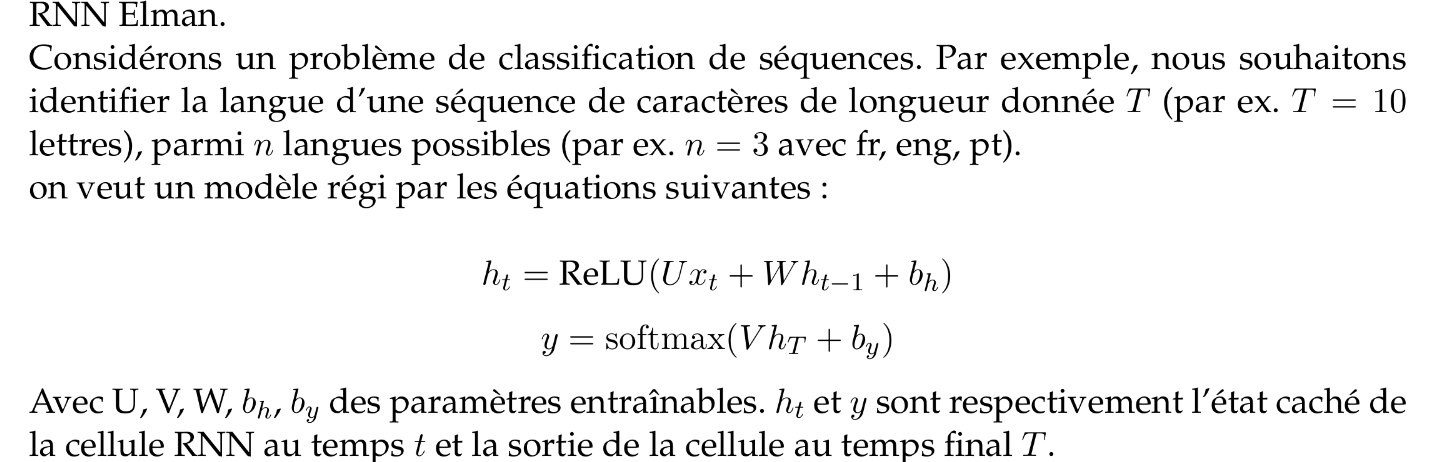 RNN Elman.
Considérons un problème de classification de séquences. Par exemple, nous souhaitons
identifier la langue d'une séquence de caractères de longueur donnée T (par ex. T = 10
lettres), parmi n langues possibles (par ex. n = 3 avec fr, eng, pt).
on veut un modèle régi par les équations suivantes :
h_t = ReLU(Ux_t + Wh_{t−1} + b_h)
y = softmax(Vh_T + b_y)
Avec U, V, W, b_h, b_y des paramètres entraînables. h_t et y sont respectivement l'état caché de
la cellule RNN au temps t et la sortie de la cellule au temps final T.